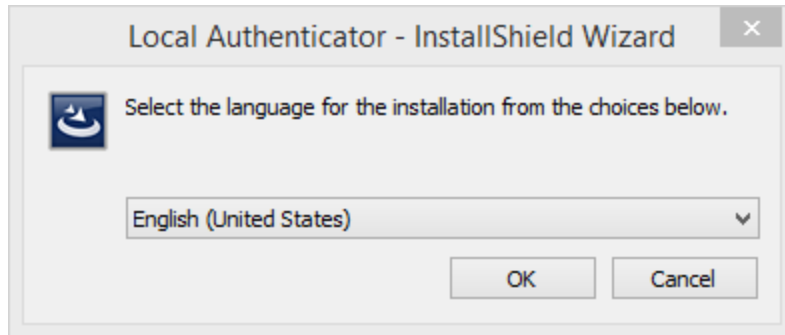 Local Authenticator - InstallShield Wizard
Select the language for the installation from the choices below.
English (United States)
OK Cancel